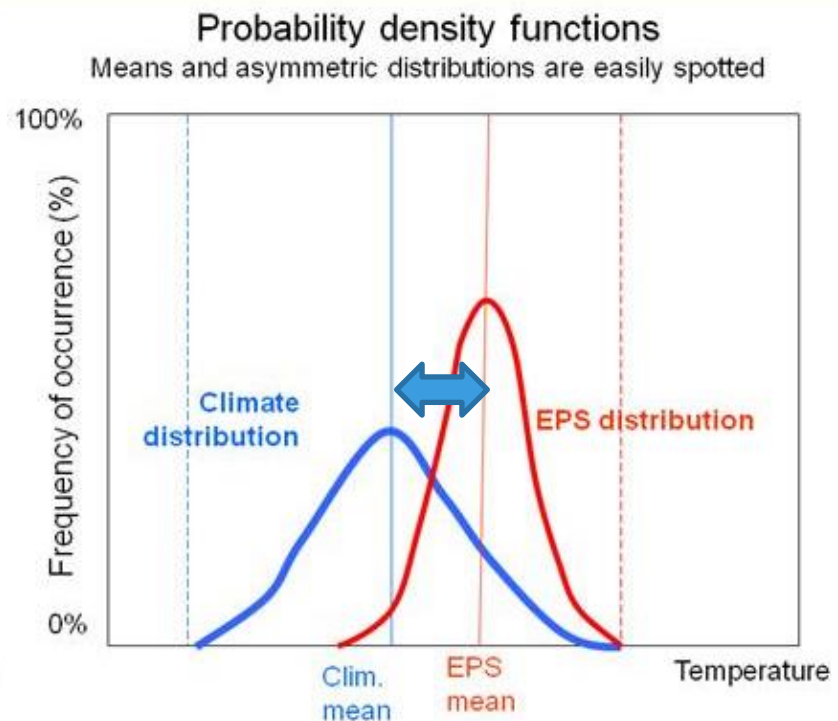 Probability density functions
Means and asymmetric distributions are easily spotted
100%
Frequency of occurrence (%)
Climate
distribution
EPS distribution
0%
Clim.
mean
EPS
mean
Temperature